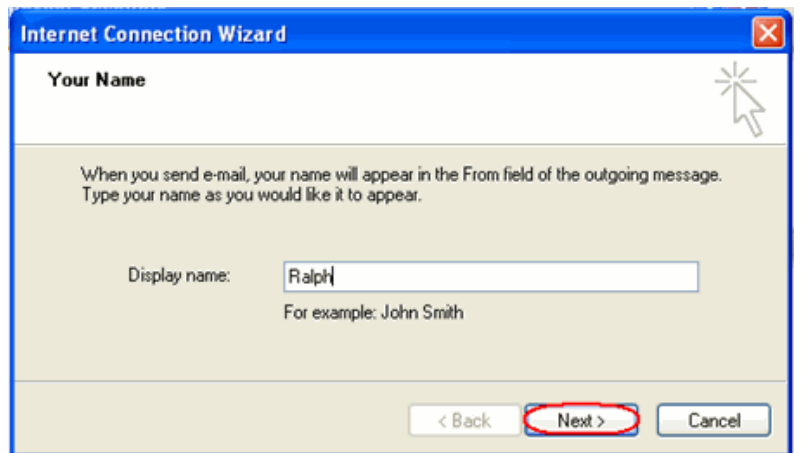 Internet Connection Wizard
Your Name
When you send e-mail, your name will appear in the From field of the outgoing message.
Type your name as you would like it to appear.
Display name: Ralph
For example: John Smith
< Back Next > Cancel